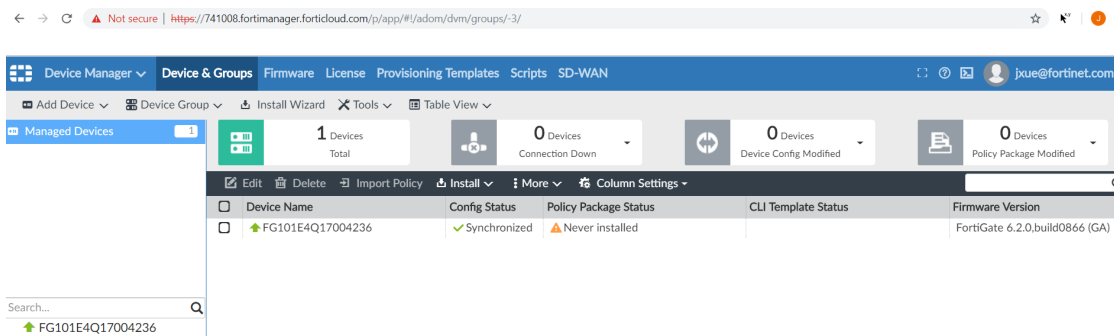 Not secure | https://741008.fortimanager.forticloud.com/p/app/#!/adom/dvm/groups/-3/
Device Manager Device & Groups Firmware License Provisioning Templates Scripts SD-WAN jxue@fortinet.com
Add Device Device Group Install Wizard Tools Table View
Managed Devices 1
1 Devices
Total
0 Devices
Connection Down
0 Devices
Device Config Modified
0 Devices
Policy Package Modified
Edit Delete Import Policy Install More Column Settings
Device Name Config Status Policy Package Status CLI Template Status Firmware Version
FG101E4Q17004236 Synchronized Never installed FortiGate 6.2.0,build0866 (GA)
Search...
FG101E4Q17004236